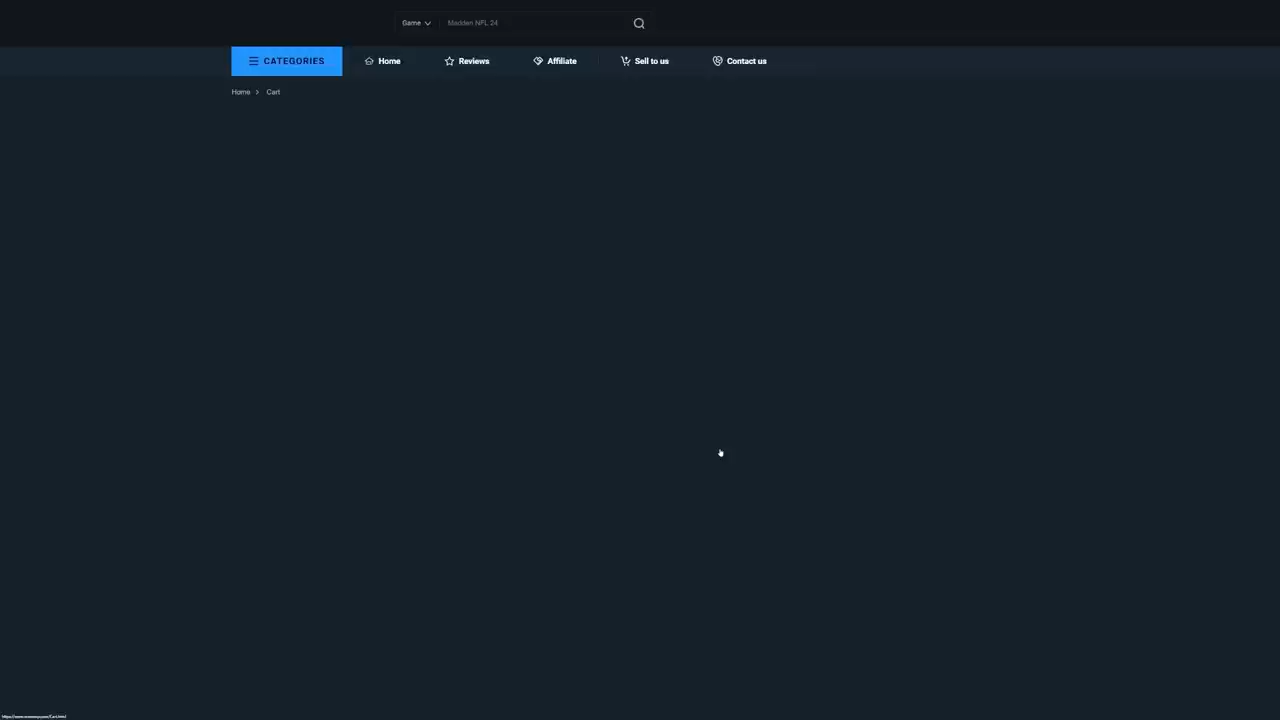 Game
Madden NFL 24
CATEGORIES
Home
Reviews
Affiliate
Sell to us
Contact us
Home > Cart